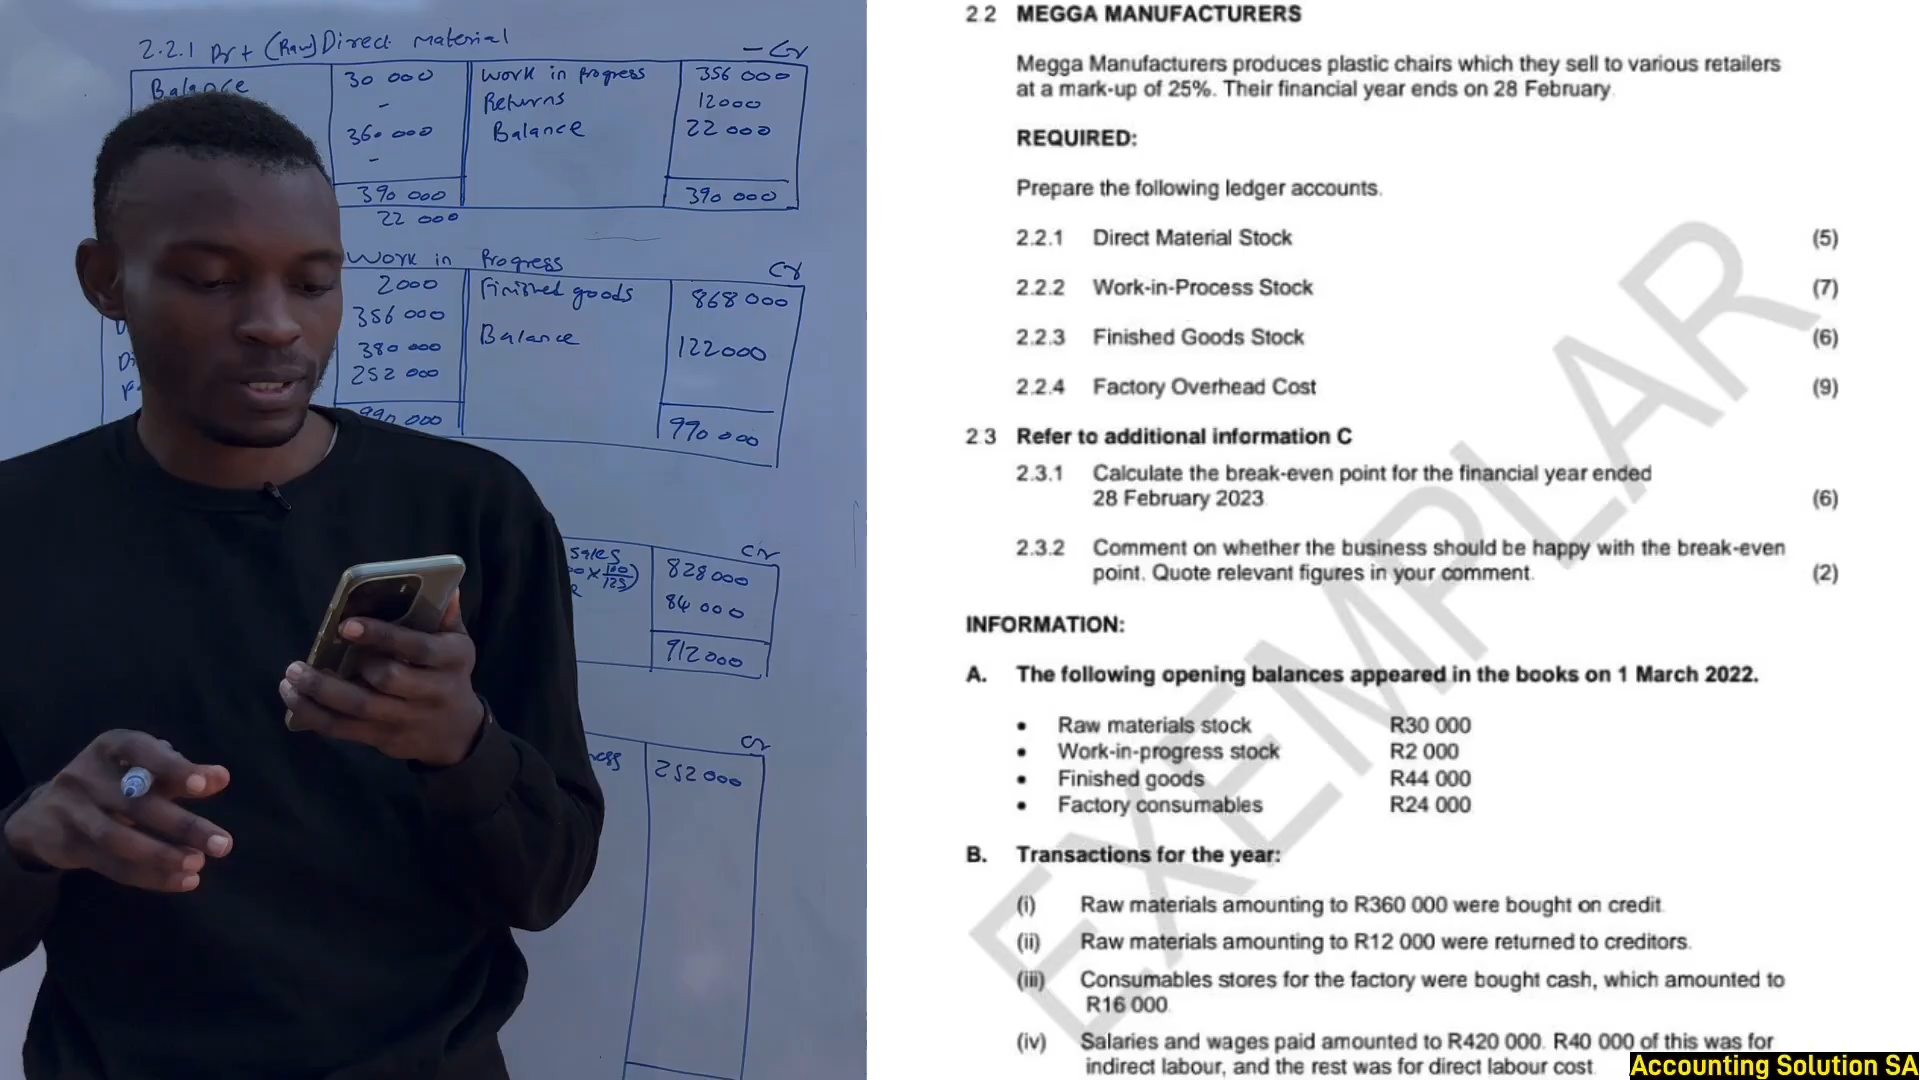 2.2.1 Dr + (Raw) Direct material - Cr
Balance 30 000 Work in progress 356 000
- Returns 12000
360 000 Balance 22 000
-
390 000 390 000
22 000
Work in Progress Cr
2000 Finished goods 868 000
356 000
380 000 Balance 122000
252 000
990 000 990 000
sales Cr
828000
84 000
912000
Cr
252000
2.2 MEGGA MANUFACTURERS
Megga Manufacturers produces plastic chairs which they sell to various retailers
at a mark-up of 25%. Their financial year ends on 28 February
REQUIRED:
Prepare the following ledger accounts.
2.2.1 Direct Material Stock (5)
2.2.2 Work-in-Process Stock (7)
2.2.3 Finished Goods Stock (6)
2.2.4 Factory Overhead Cost (9)
2.3 Refer to additional information C
2.3.1 Calculate the break-even point for the financial year ended
28 February 2023 (6)
2.3.2 Comment on whether the business should be happy with the break-even
point. Quote relevant figures in your comment. (2)
INFORMATION:
A. The following opening balances appeared in the books on 1 March 2022.
• Raw materials stock R30 000
• Work-in-progress stock R2 000
• Finished goods R44 000
• Factory consumables R24 000
B. Transactions for the year:
(i) Raw materials amounting to R360 000 were bought on credit
(ii) Raw materials amounting to R12 000 were returned to creditors.
(iii) Consumables stores for the factory were bought cash, which amounted to
R16 000
(iv) Salaries and wages paid amounted to R420 000. R40 000 of this was for
indirect labour, and the rest was for direct labour cost
EXEMPLAR
Accounting Solution SA